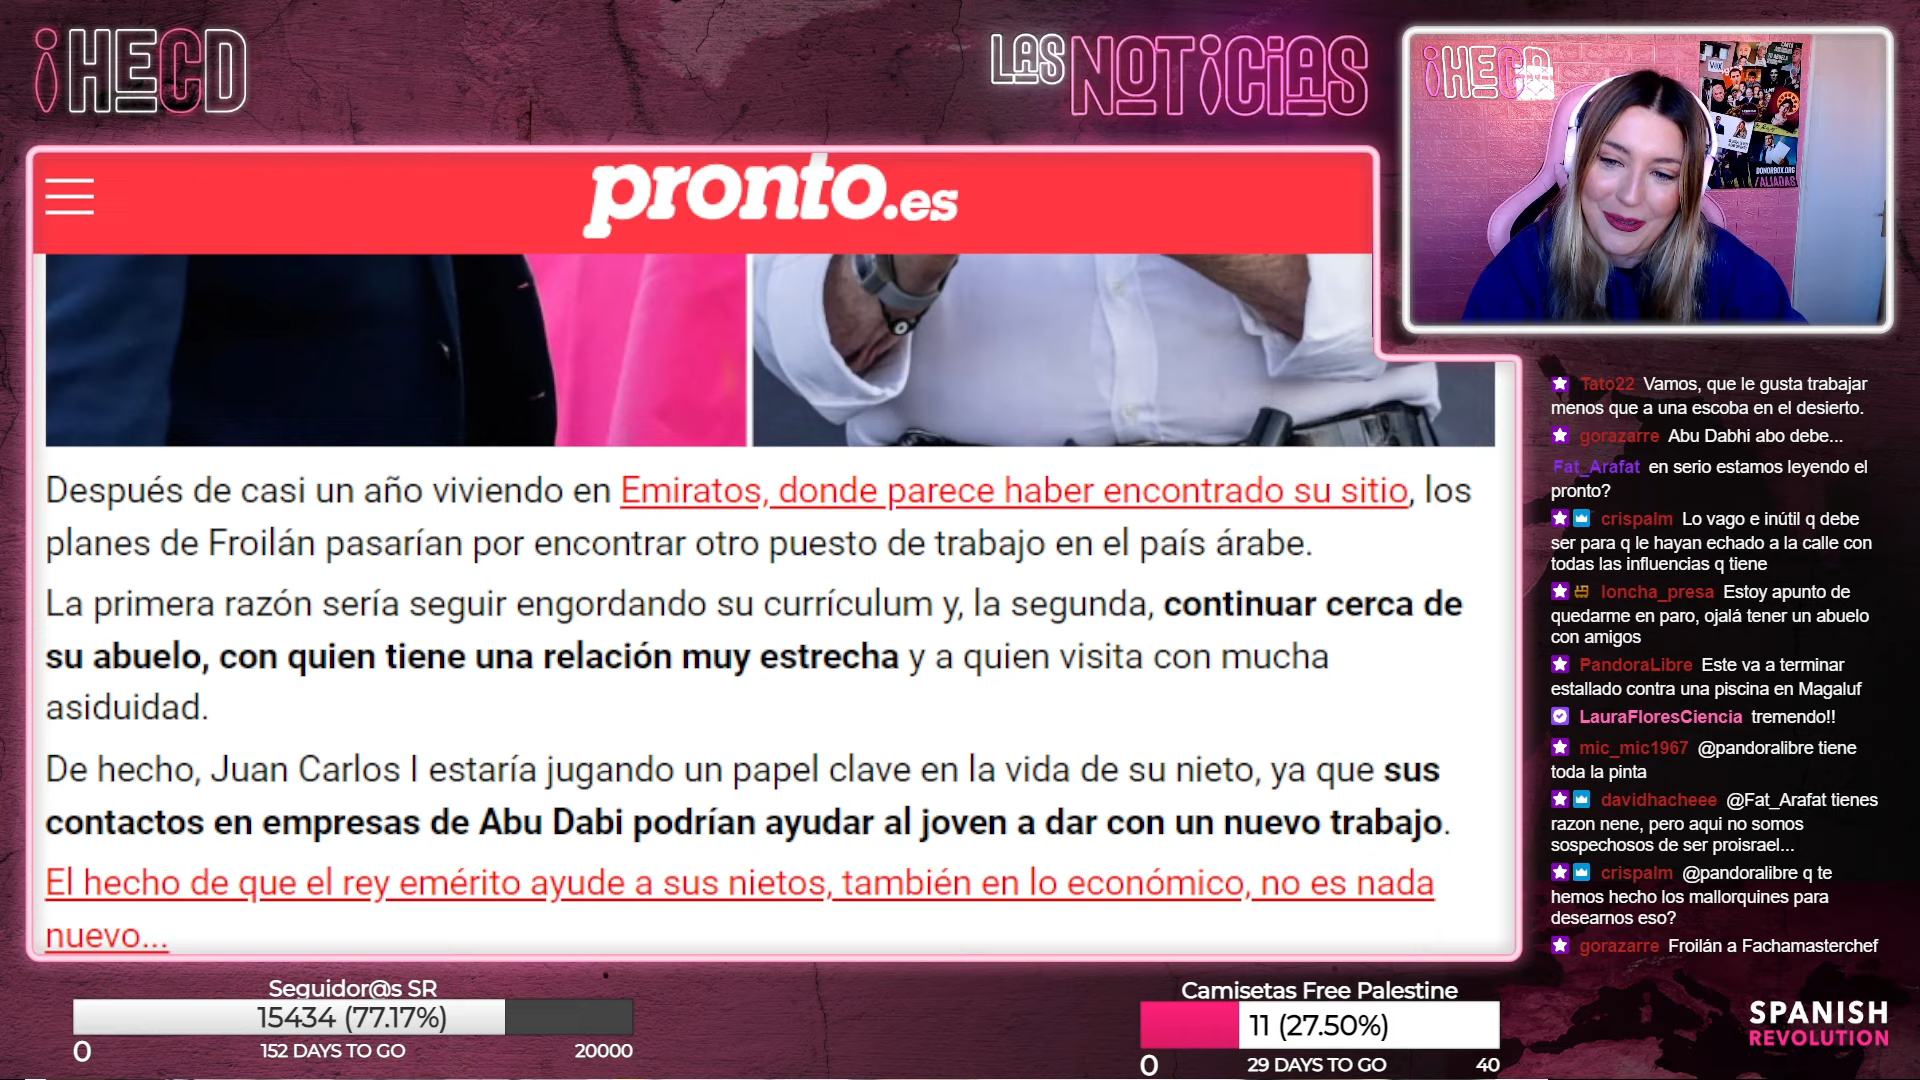 ¡HECD
LAS NOTICIAS
¡HECD
VOX
DONORBOX.ORG
/ALIADAS
pronto.es
Después de casi un año viviendo en Emiratos, donde parece haber encontrado su sitio, los
planes de Froilán pasarían por encontrar otro puesto de trabajo en el país árabe.
La primera razón sería seguir engordando su currículum y, la segunda, continuar cerca de
su abuelo, con quien tiene una relación muy estrecha y a quien visita con mucha
asiduidad.
De hecho, Juan Carlos I estaría jugando un papel clave en la vida de su nieto, ya que sus
contactos en empresas de Abu Dabi podrían ayudar al joven a dar con un nuevo trabajo.
El hecho de que el rey emérito ayude a sus nietos, también en lo económico, no es nada
nuevo...
Tato22 Vamos, que le gusta trabajar
menos que a una escoba en el desierto.
gorazarre Abu Dabhi abo debe...
Fat_Arafat en serio estamos leyendo el
pronto?
crispalm Lo vago e inútil q debe
ser para q le hayan echado a la calle con
todas las influencias q tiene
loncha_presa Estoy apunto de
quedarme en paro, ojalá tener un abuelo
con amigos
PandoraLibre Este va a terminar
estallado contra una piscina en Magaluf
LauraFloresCiencia tremendo!!
mic_mic1967 @pandoralibre tiene
toda la pinta
davidhacheee @Fat_Arafat tienes
razon nene, pero aqui no somos
sospechosos de ser proisrael...
crispalm @pandoralibre q te
hemos hecho los mallorquines para
desearnos eso?
gorazarre Froilán a Fachamasterchef
Seguidor@s SR
15434 (77.17%)
0 152 DAYS TO GO 20000
Camisetas Free Palestine
11 (27.50%)
0 29 DAYS TO GO 40
SPANISH
REVOLUTION